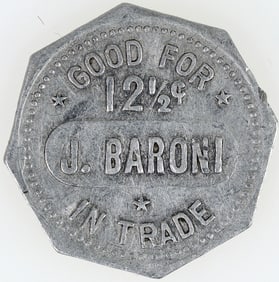 GOOD FOR
12½¢
J. BARONI
IN TRADE